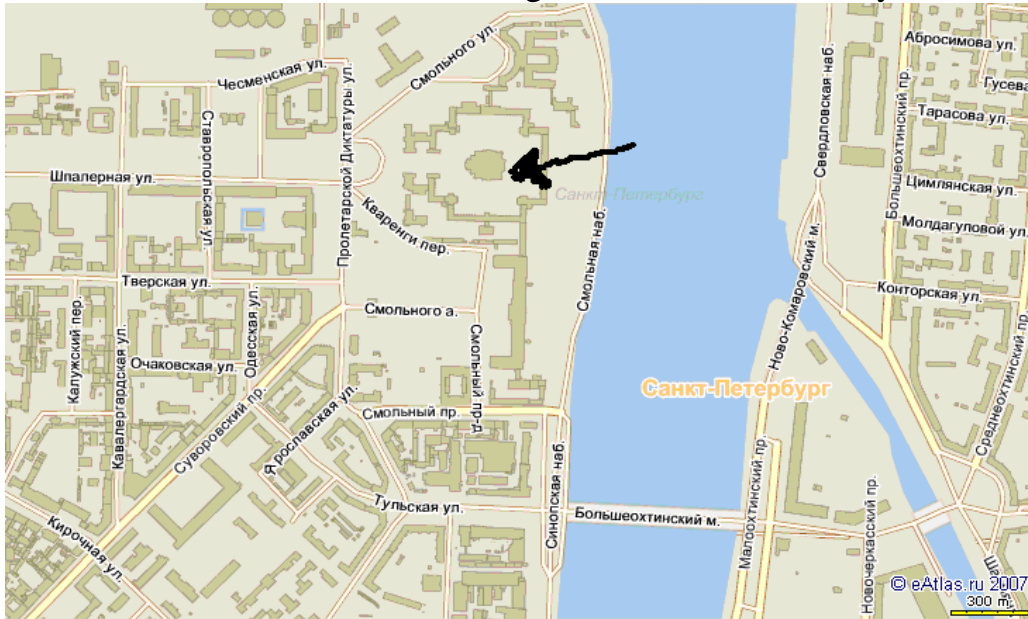 Абросимова ул.
Смольного ул.
Чесменская ул.
Гусева
Тарасова ул.
Ставропольская ул.
Пролетарской Диктатуры ул.
Свердловская наб.
Большеохтинский пр.
Шпалерная ул.
Цимлянская ул.
Санкт-Петербурга
Кваренги пер.
Молдагуловой ул.
Тверская ул.
Смольная наб.
Конторская ул.
Смольного а.
Калужский пер.
Кавалергардская ул.
Одесская ул.
Очаковская ул.
Смольный пр-д
Ново-Комаровский м.
Санкт-Петербург
Среднеохтинский пр.
Суворовский пр.
Ярославская ул.
Смольный пр.
Синопская наб.
Малоохтинский пр.
Новочеркасский пр.
Тульская ул.
Большеохтинский м.
Кирочная ул.
© eAtlas.ru 2007
300 m